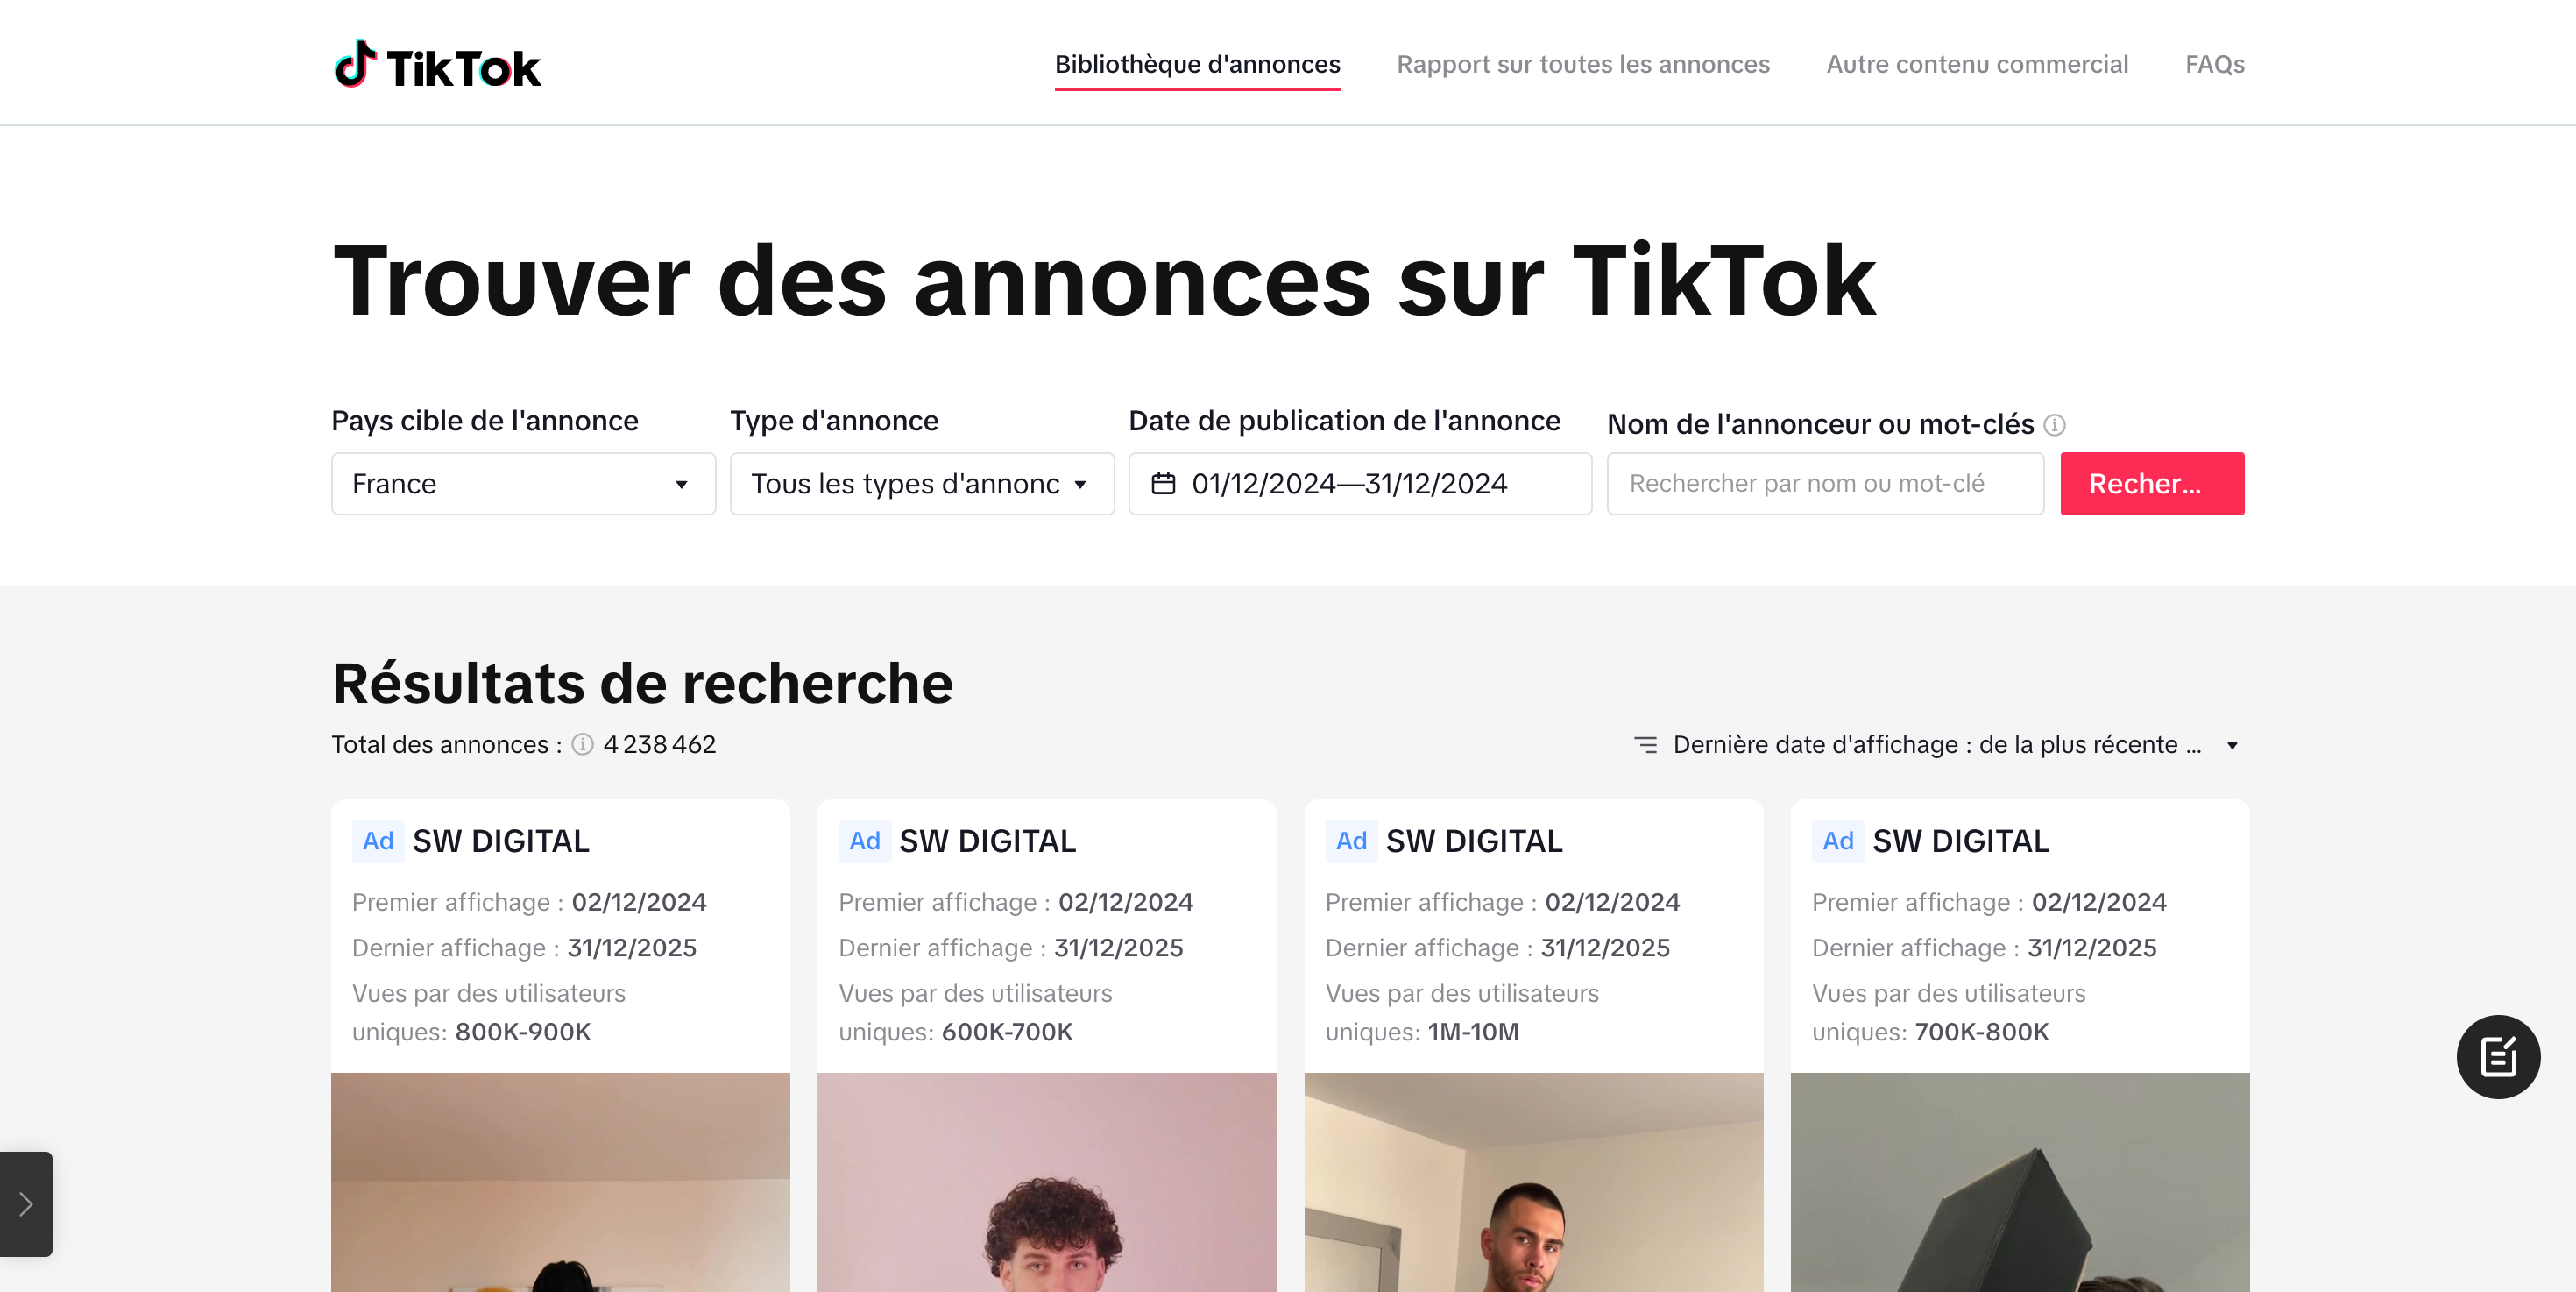 TikTok
Bibliothèque d'annonces
Rapport sur toutes les annonces
Autre contenu commercial
FAQs
Trouver des annonces sur TikTok
Pays cible de l'annonce
Type d'annonce
Date de publication de l'annonce
Nom de l'annonceur ou mot-clés
France
Tous les types d'annonc
01/12/2024—31/12/2024
Rechercher par nom ou mot-clé
Recher...
Résultats de recherche
Total des annonces : 4 238 462
Dernière date d'affichage : de la plus récente ...
Ad SW DIGITAL
Premier affichage : 02/12/2024
Dernier affichage : 31/12/2025
Vues par des utilisateurs
uniques: 800K-900K
Ad SW DIGITAL
Premier affichage : 02/12/2024
Dernier affichage : 31/12/2025
Vues par des utilisateurs
uniques: 600K-700K
Ad SW DIGITAL
Premier affichage : 02/12/2024
Dernier affichage : 31/12/2025
Vues par des utilisateurs
uniques: 1M-10M
Ad SW DIGITAL
Premier affichage : 02/12/2024
Dernier affichage : 31/12/2025
Vues par des utilisateurs
uniques: 700K-800K